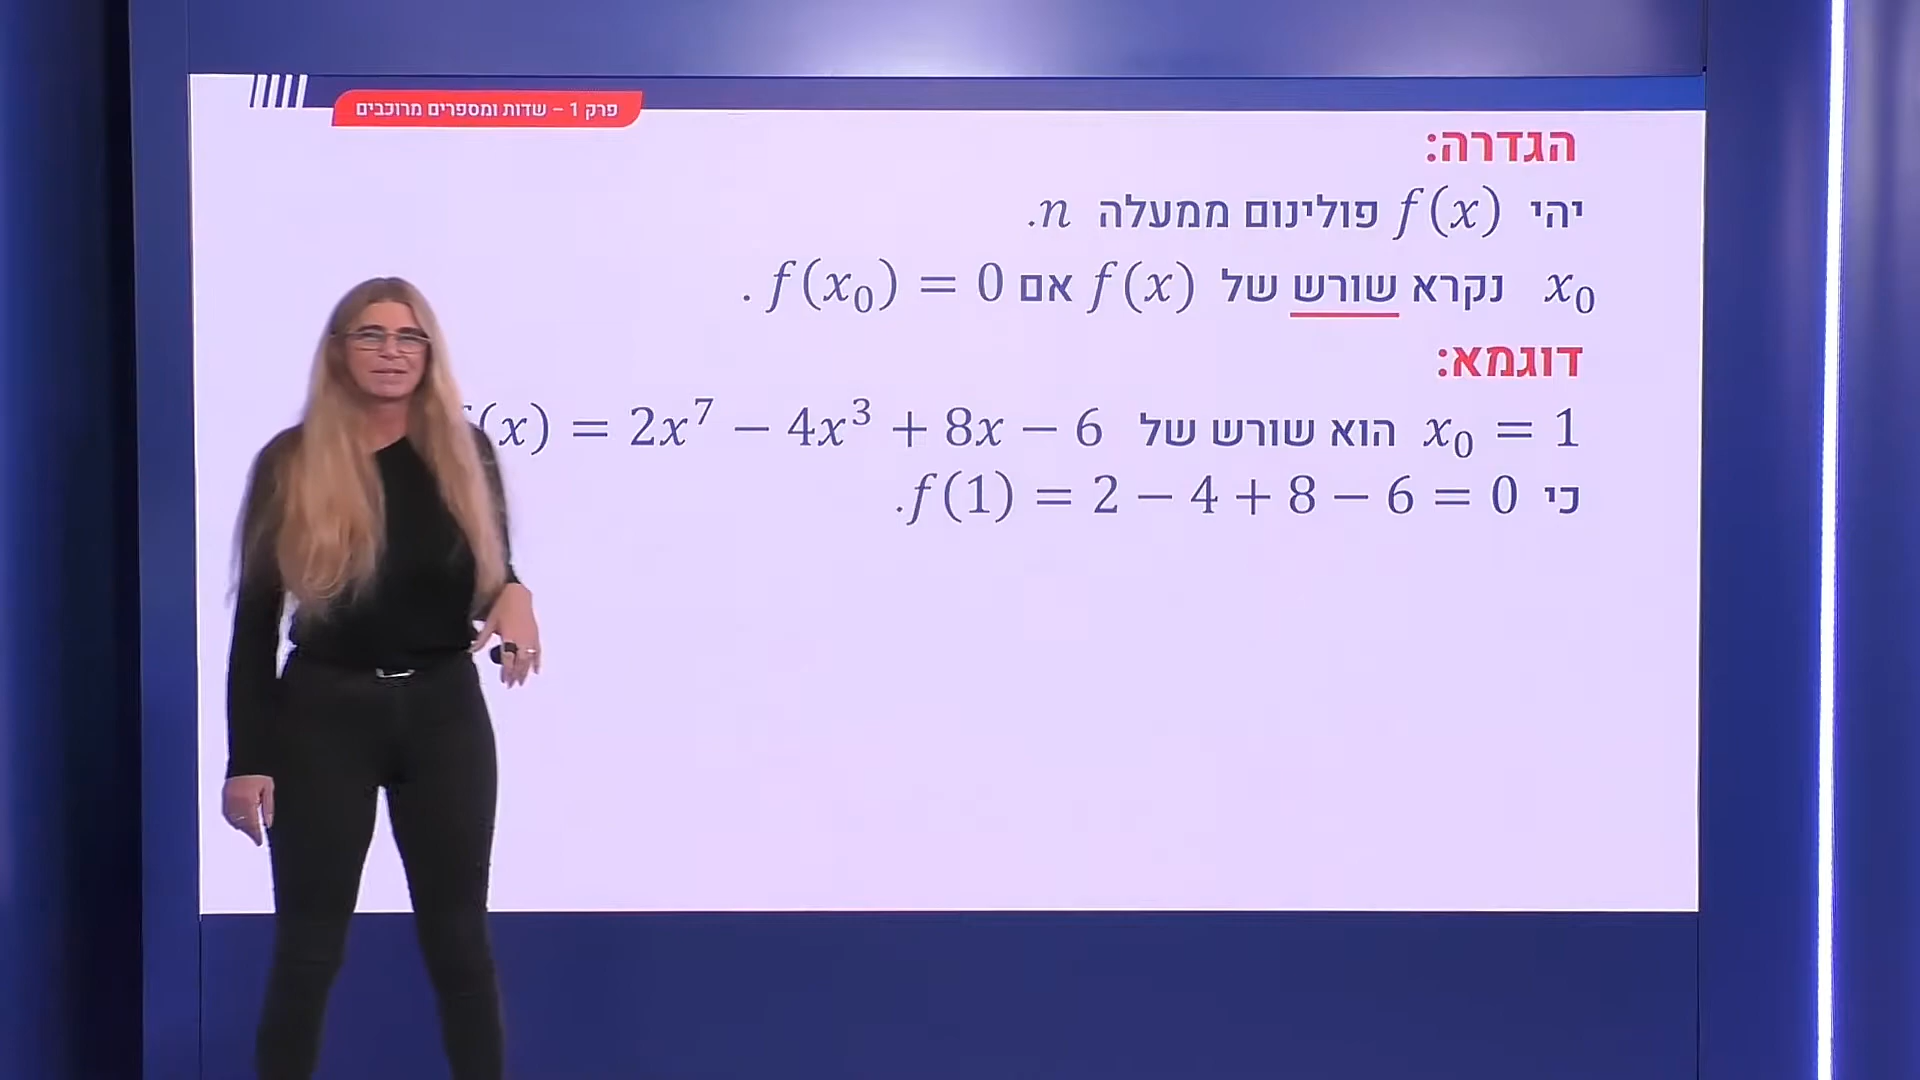 פרק 1 – שדות ומספרים מרוכבים
הגדרה:
יהי f(x) פולינום ממעלה n.
x₀ נקרא שורש של f(x) אם f(x₀) = 0 .
דוגמא:
x₀ = 1 הוא שורש של f(x) = 2x⁷ − 4x³ + 8x − 6
כי f(1) = 2 − 4 + 8 − 6 = 0.